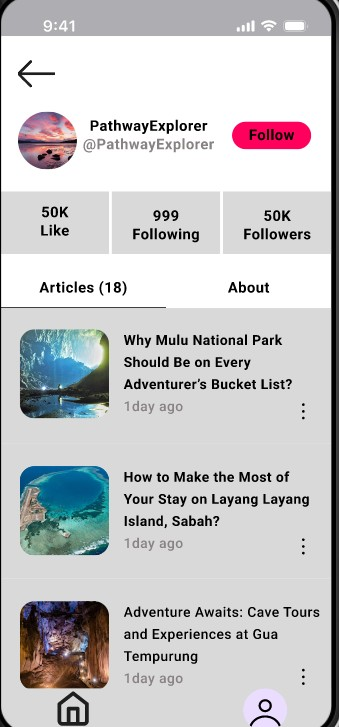 9:41
PathwayExplorer
@PathwayExplorer
Follow
50K
Like
999
Following
50K
Followers
Articles (18)
About
Why Mulu National Park
Should Be on Every
Adventurer’s Bucket List?
1day ago
How to Make the Most of
Your Stay on Layang Layang
Island, Sabah?
1day ago
Adventure Awaits: Cave Tours
and Experiences at Gua
Tempurung
1day ago